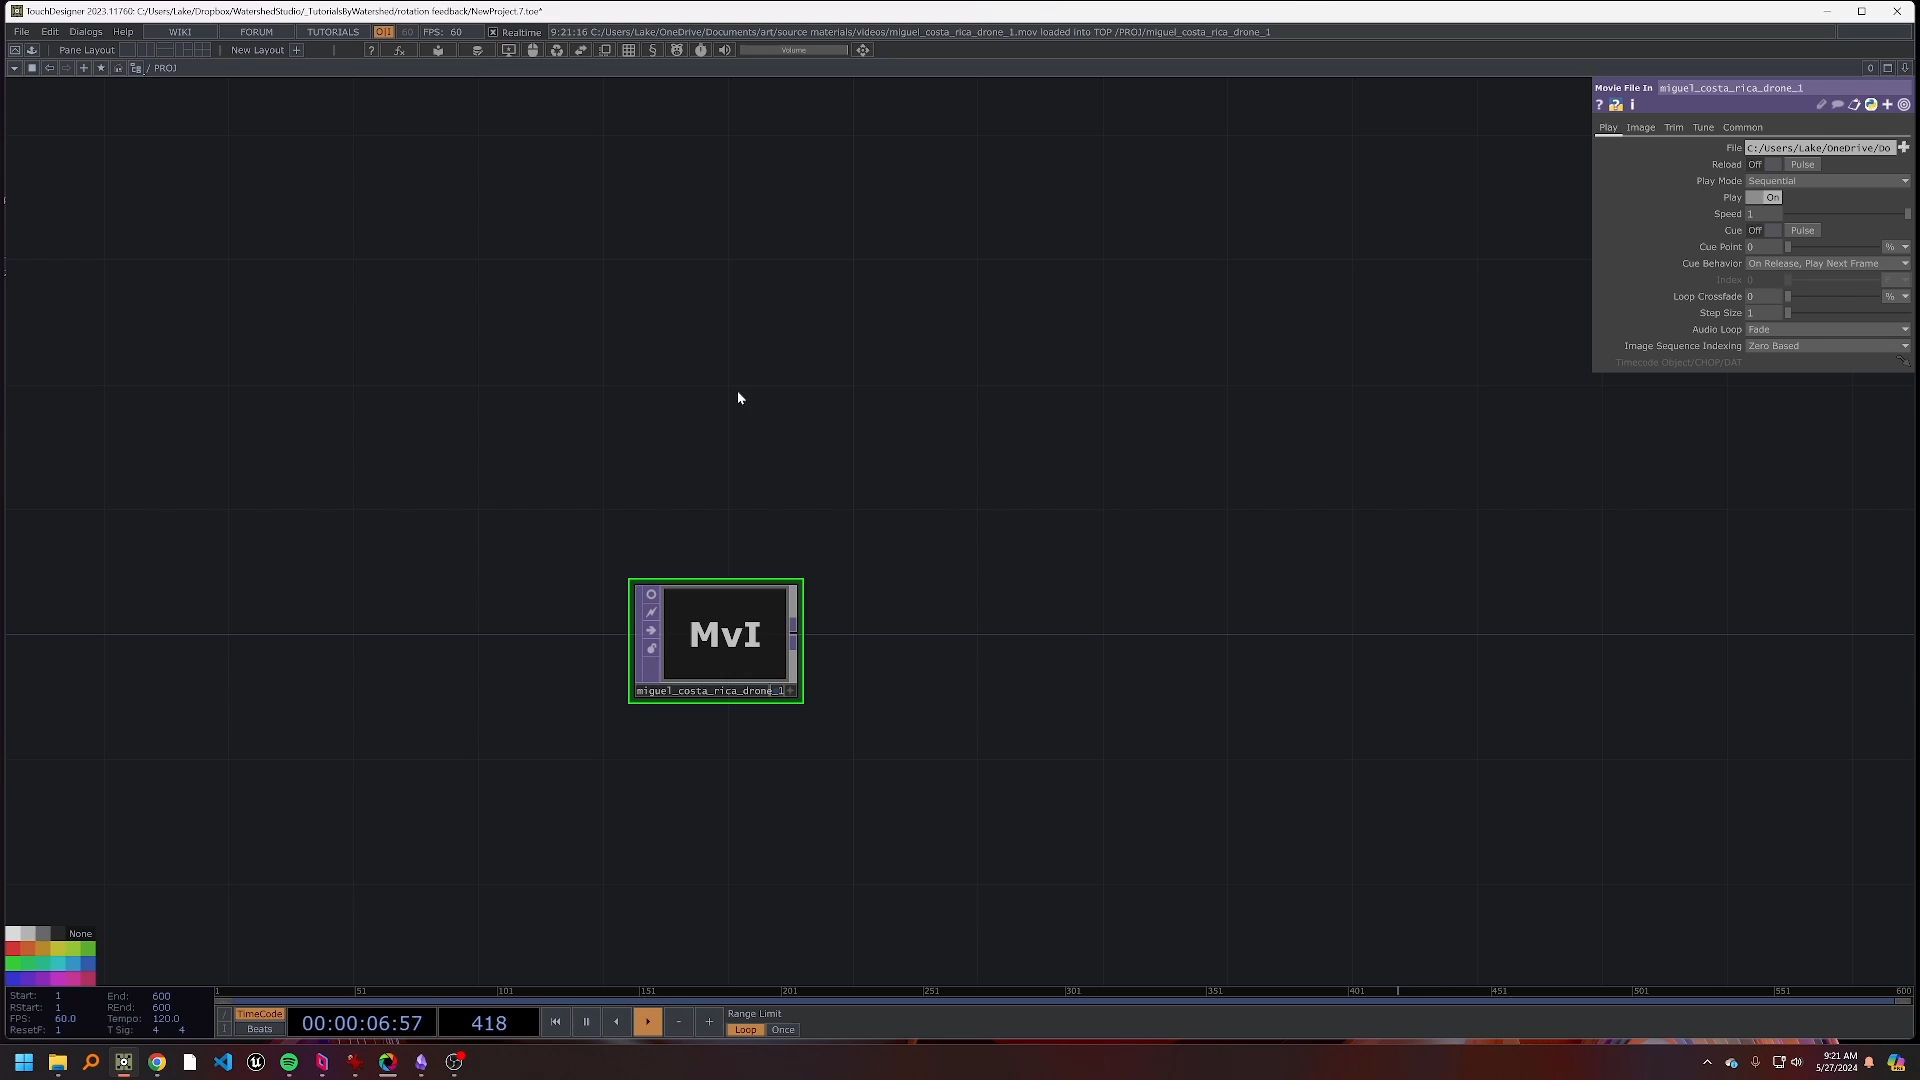 TouchDesigner 2023.11760: C:/Users/Lake/Dropbox/WatershedStudio/_TutorialsByWatershed/rotation feedback/NewProject.7.toe*
File Edit Dialogs Help WIKI FORUM TUTORIALS O|I 60 FPS: 60 Realtime 9:21:16 C:/Users/Lake/OneDrive/Documents/art/source materials/videos/miguel_costa_rica_drone_1.mov loaded into TOP /PROJ/miguel_costa_rica_drone_1
Pane Layout New Layout + ? fx Volume
/ PROJ 0
Movie File In miguel_costa_rica_drone_1
? ? i
Play Image Trim Tune Common
File C:/Users/Lake/OneDrive/Do
Reload Off Pulse
Play Mode Sequential
Play On
Speed 1
Cue Off Pulse
Cue Point 0 %
Cue Behavior On Release, Play Next Frame
Index 0
Loop Crossfade 0 %
Step Size 1
Audio Loop Fade
Image Sequence Indexing Zero Based
Timecode Object/CHOP/DAT
MvI
miguel_costa_rica_drone_1
None
1 51 101 151 201 251 301 351 401 451 501 551 600
Start: 1 End: 600
RStart: 1 REnd: 600
FPS: 60.0 Tempo: 120.0
ResetF: 1 T Sig: 4 4
TimeCode
Beats
00:00:06:57 418
- +
Range Limit
Loop Once
9:21 AM
5/27/2024